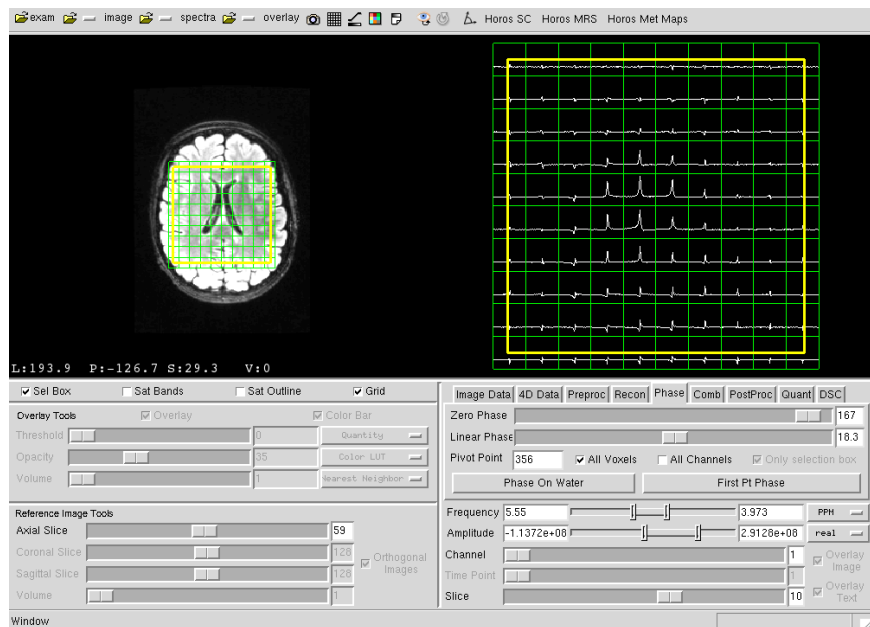 exam image spectra overlay Horos SC Horos MRS Horos Met Maps
L:193.9 P:-126.7 S:29.3 V:0
Sel Box Sat Bands Sat Outline Grid
Overlay Tools Overlay Color Bar
Threshold 0 Quantity
Opacity 35 Color LUT
Volume 1 Nearest Neighbor
Reference Image Tools
Axial Slice 59
Coronal Slice 128
Sagittal Slice 128
Orthogonal Images
Volume 1
Image Data 4D Data Preproc Recon Phase Comb PostProc Quant DSC
Zero Phase 167
Linear Phase 18.3
Pivot Point 356 All Voxels All Channels Only selection box
Phase On Water First Pt Phase
Frequency 5.55 3.973 PPM
Amplitude -1.1372e+08 2.9128e+08 real
Channel 1 Overlay Image
Time Point 1
Slice 10 Overlay Text
Window